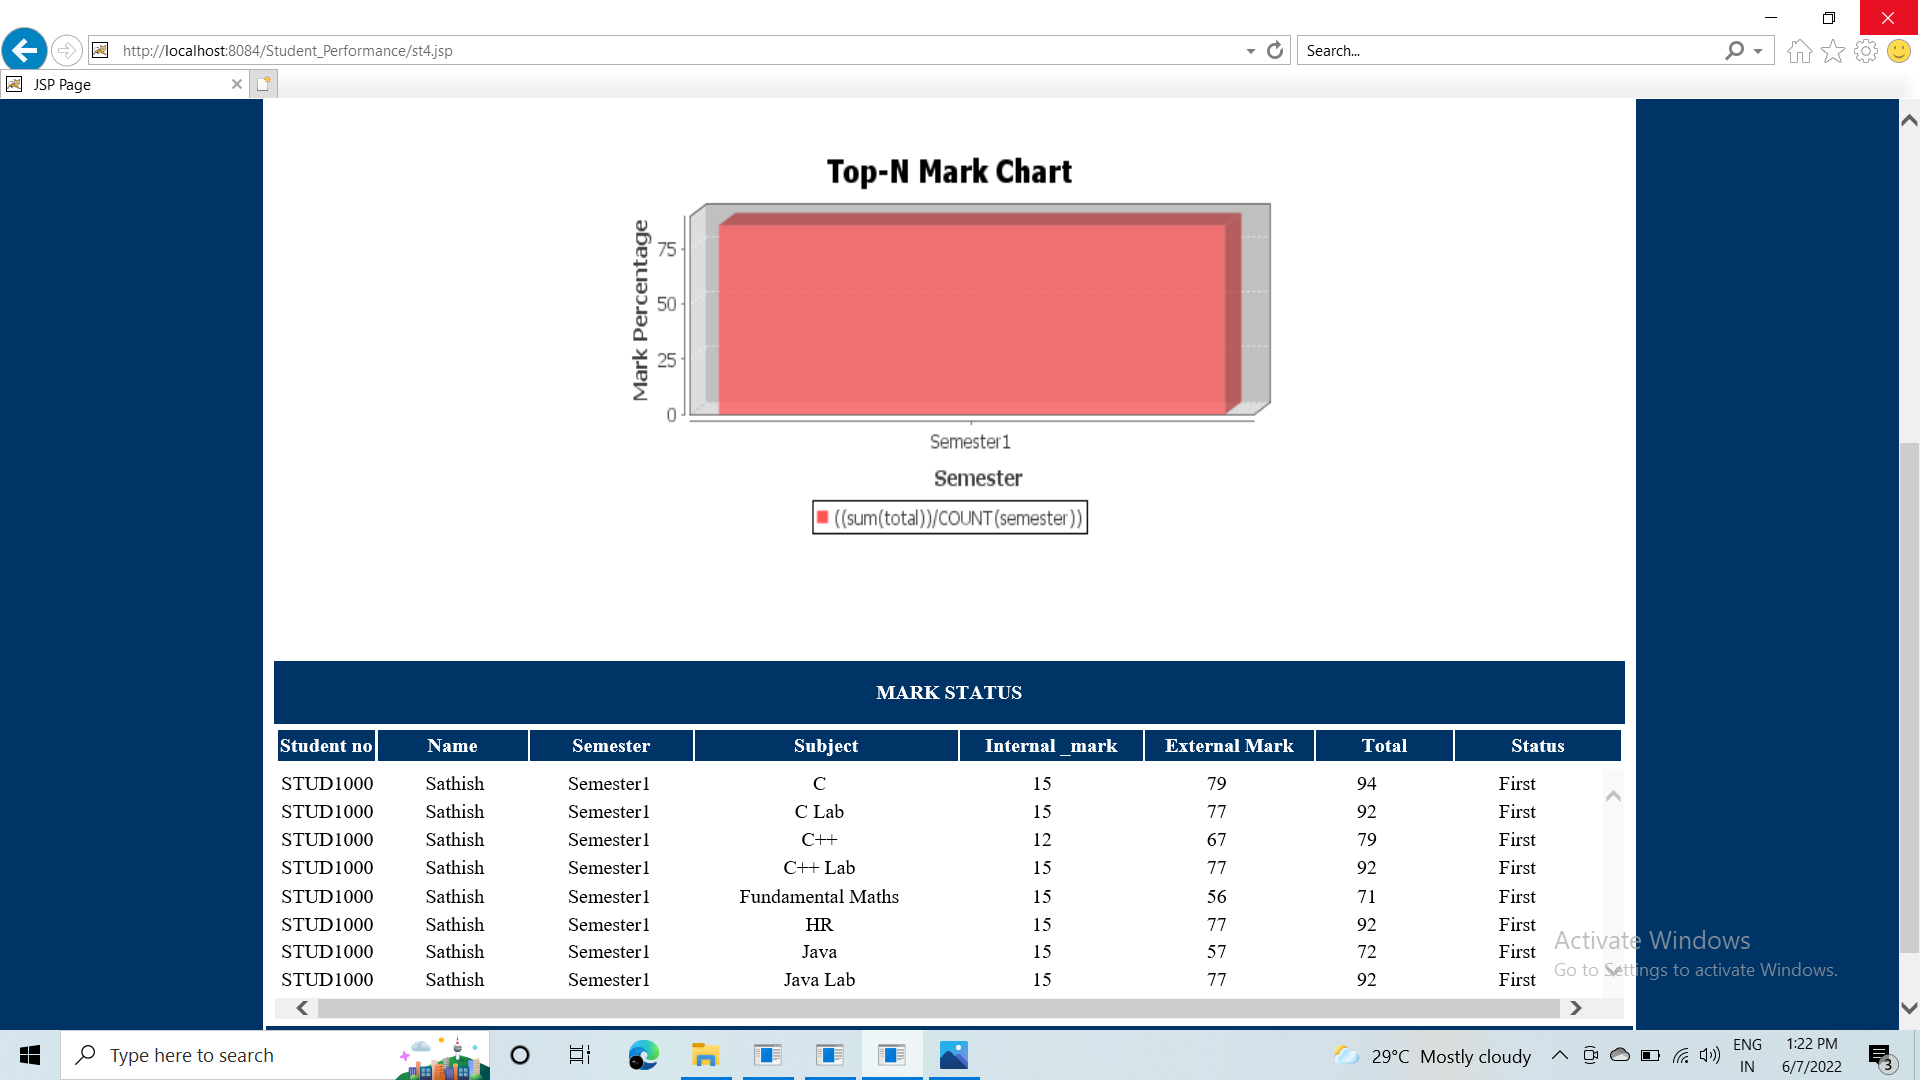 http://localhost:8084/Student_Performance/st4.jsp
Search...
JSP Page
Top-N Mark Chart
Mark Percentage
75
50
25
0
Semester1
Semester
((sum(total))/COUNT(semester))
MARK STATUS
Student no Name Semester Subject Internal _mark External Mark Total Status
STUD1000 Sathish Semester1 C 15 79 94 First
STUD1000 Sathish Semester1 C Lab 15 77 92 First
STUD1000 Sathish Semester1 C++ 12 67 79 First
STUD1000 Sathish Semester1 C++ Lab 15 77 92 First
STUD1000 Sathish Semester1 Fundamental Maths 15 56 71 First
STUD1000 Sathish Semester1 HR 15 77 92 First
STUD1000 Sathish Semester1 Java 15 57 72 First
STUD1000 Sathish Semester1 Java Lab 15 77 92 First
Activate Windows
Go to Settings to activate Windows.
Type here to search
29°C Mostly cloudy
ENG
IN
1:22 PM
6/7/2022
3